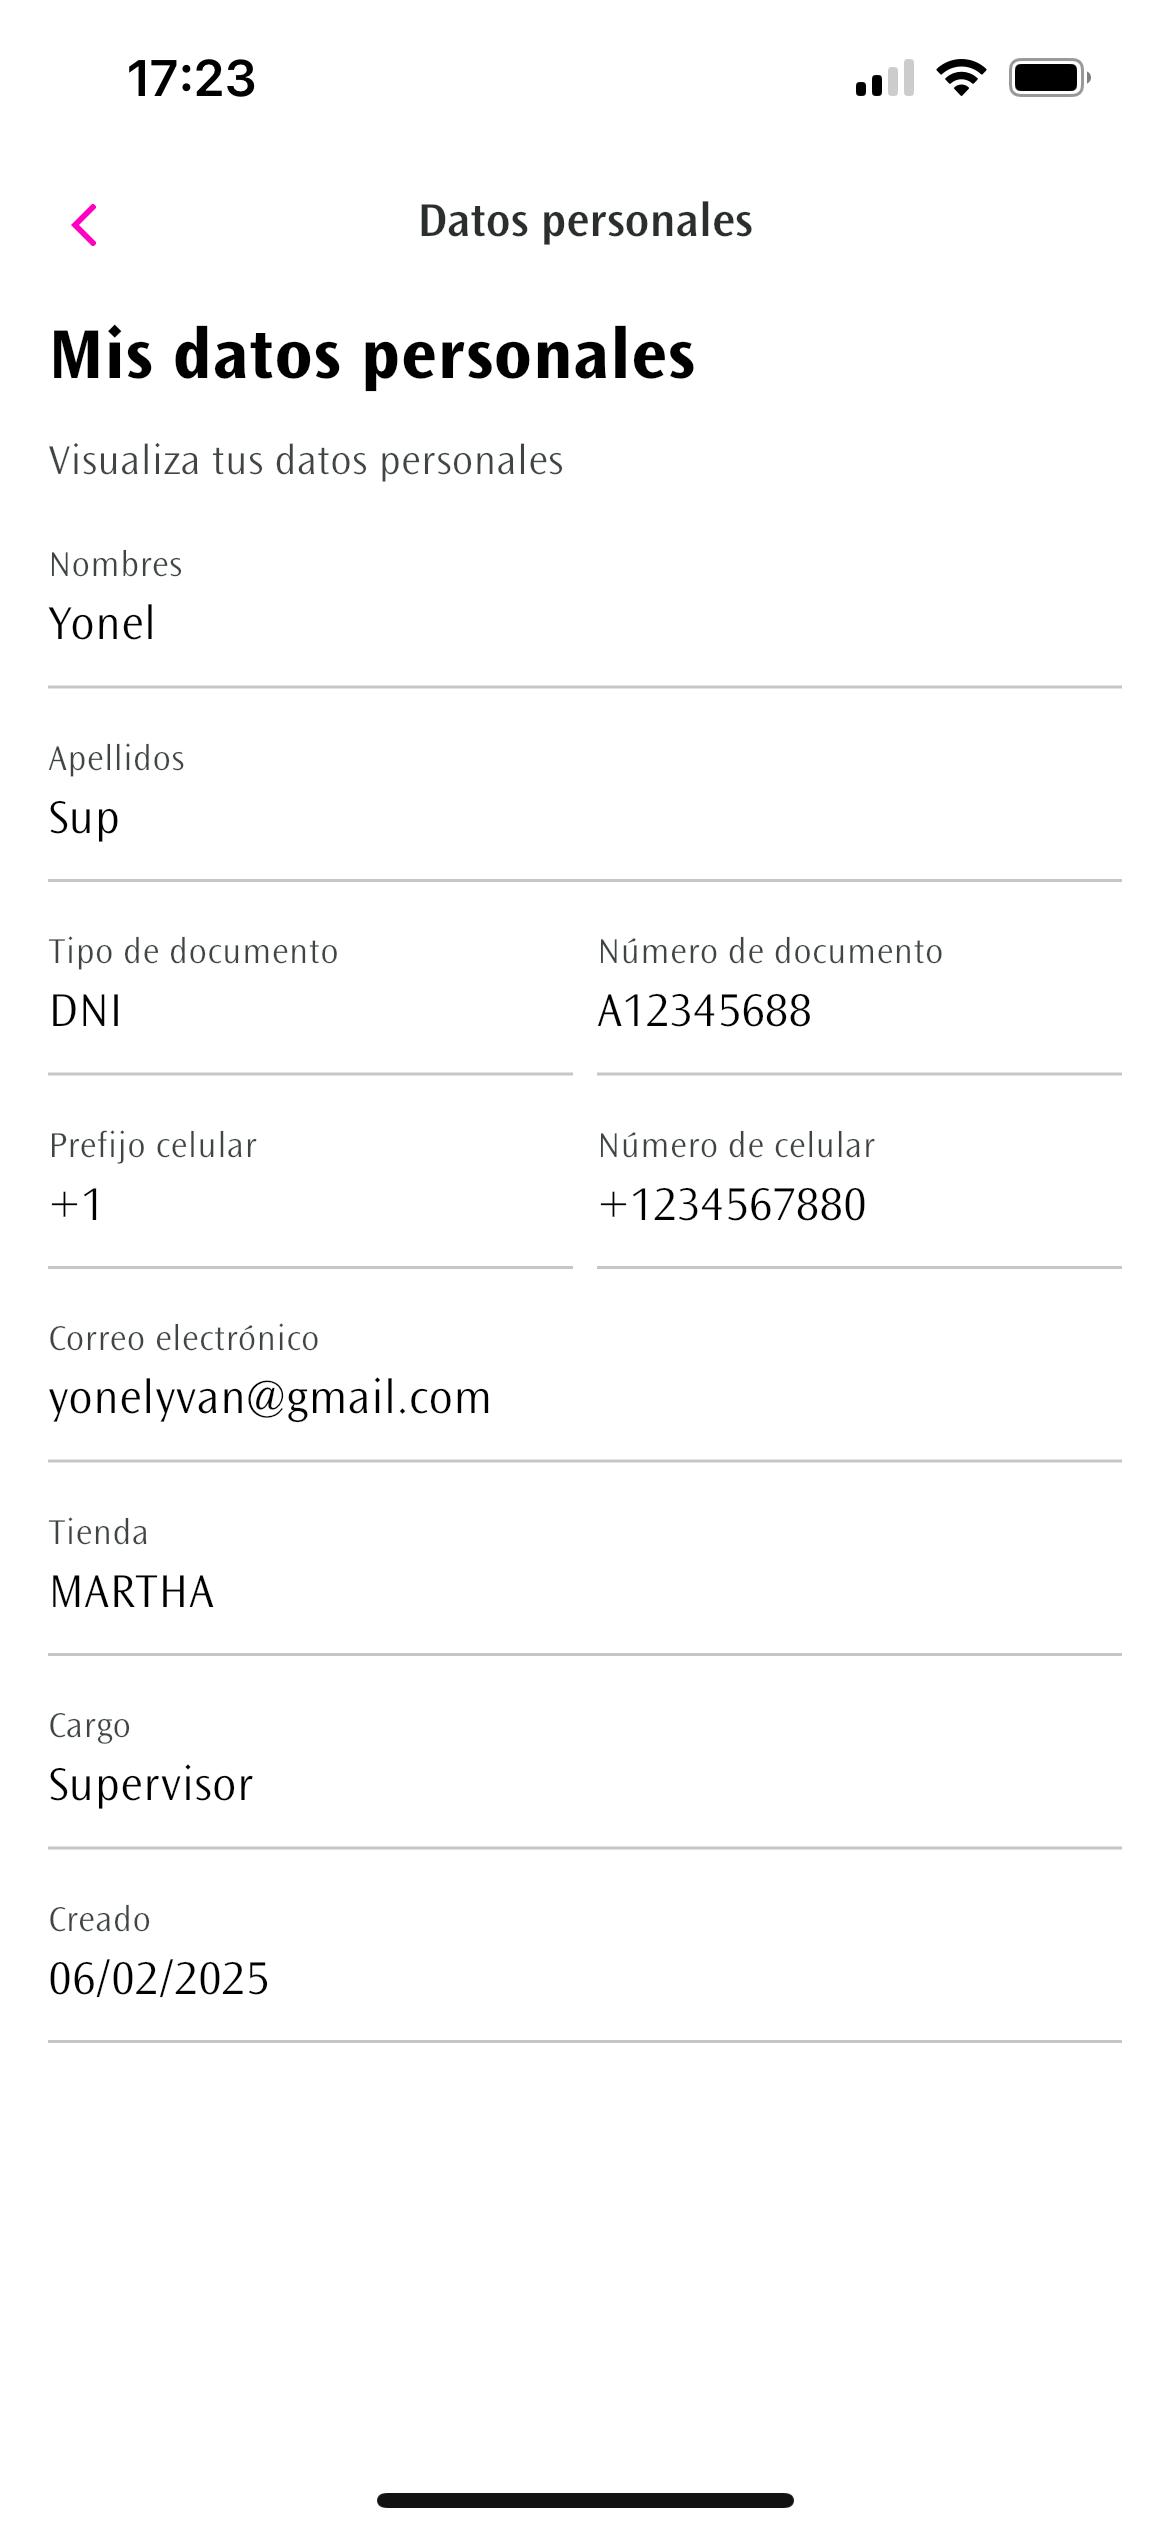 17:23
Datos personales
Mis datos personales
Visualiza tus datos personales
Nombres
Yonel
Apellidos
Sup
Tipo de documento
DNI
Número de documento
A12345688
Prefijo celular
+1
Número de celular
+1234567880
Correo electrónico
yonelyvan@gmail.com
Tienda
MARTHA
Cargo
Supervisor
Creado
06/02/2025